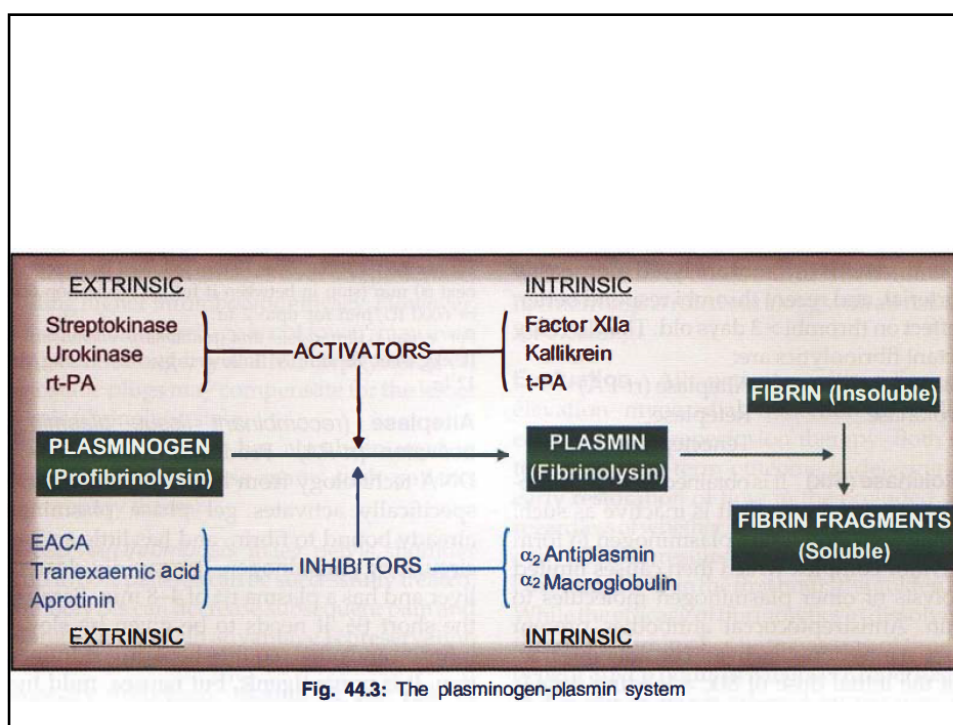 EXTRINSIC
Streptokinase
Urokinase
rt-PA
ACTIVATORS
INTRINSIC
Factor XIIa
Kallikrein
t-PA
PLASMINOGEN
(Profibrinolysin)
PLASMIN
(Fibrinolysin)
FIBRIN (Insoluble)
FIBRIN FRAGMENTS
(Soluble)
EACA
Tranexaemic acid
Aprotinin
EXTRINSIC
INHIBITORS
α2 Antiplasmin
α2 Macroglobulin
INTRINSIC
Fig. 44.3: The plasminogen-plasmin system